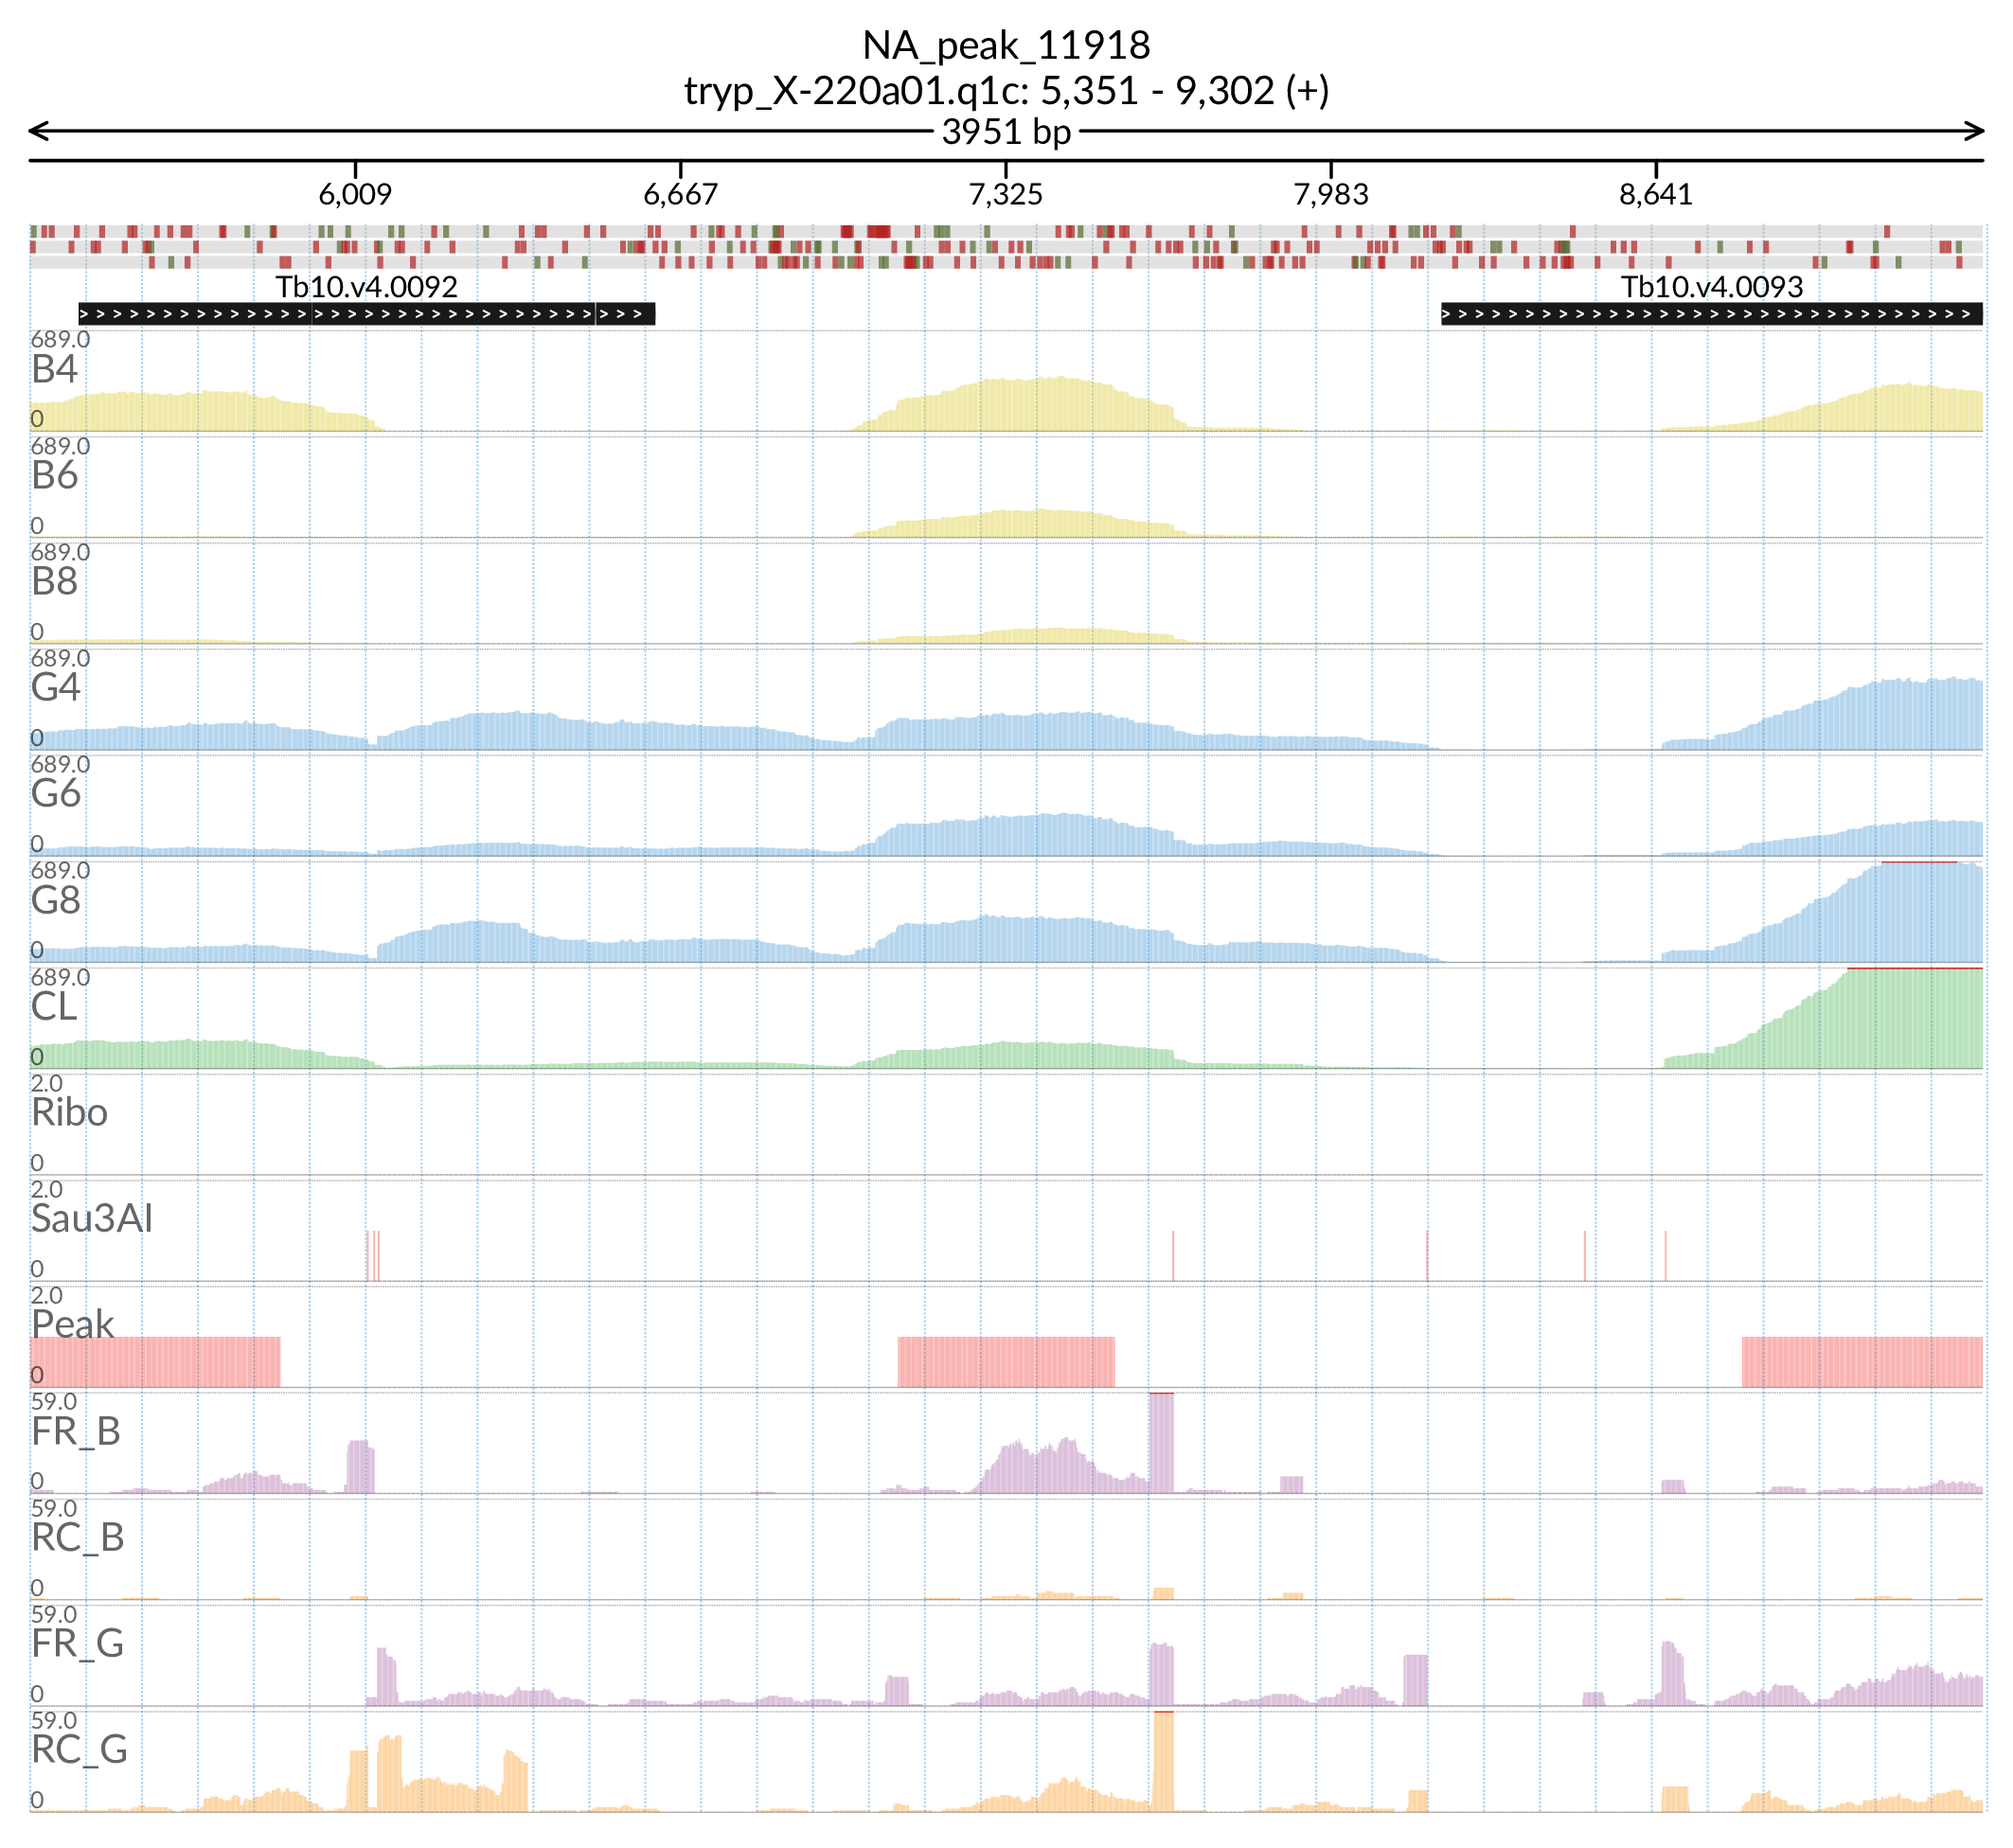 NA_peak_11918
tryp_X-220a01.q1c: 5,351 - 9,302 (+)
3951 bp
6,009 6,667 7,325 7,983 8,641
Tb10.v4.0092 Tb10.v4.0093
689.0
B4
0
689.0
B6
0
689.0
B8
0
689.0
G4
0
689.0
G6
0
689.0
G8
0
689.0
CL
0
2.0
Ribo
0
2.0
Sau3AI
0
2.0
Peak
0
59.0
FR_B
0
59.0
RC_B
0
59.0
FR_G
0
59.0
RC_G
0